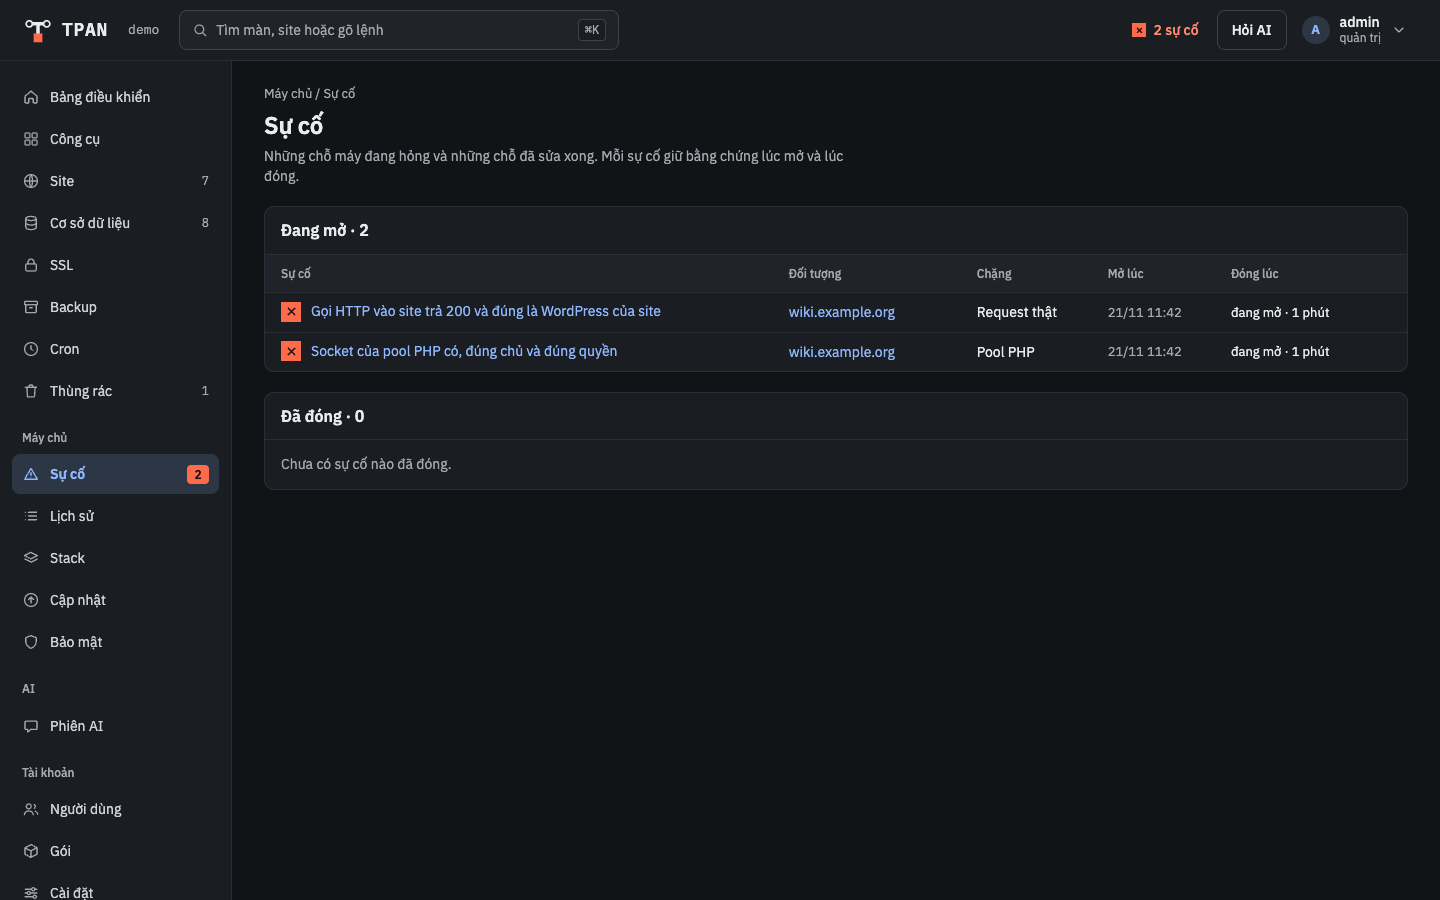 TPAN demo
Tìm màn, site hoặc gõ lệnh ⌘K
2 sự cố
Hỏi AI
A
admin
quản trị
Bảng điều khiển
Công cụ
Site 7
Cơ sở dữ liệu 8
SSL
Backup
Cron
Thùng rác 1
Máy chủ
Sự cố 2
Lịch sử
Stack
Cập nhật
Bảo mật
AI
Phiên AI
Tài khoản
Người dùng
Gói
Cài đặt
Máy chủ / Sự cố
Sự cố
Những chỗ máy đang hỏng và những chỗ đã sửa xong. Mỗi sự cố giữ bằng chứng lúc mở và lúc
đóng.
Đang mở · 2
Sự cố Đối tượng Chặng Mở lúc Đóng lúc
Gọi HTTP vào site trả 200 và đúng là WordPress của site wiki.example.org Request thật 21/11 11:42 đang mở · 1 phút
Socket của pool PHP có, đúng chủ và đúng quyền wiki.example.org Pool PHP 21/11 11:42 đang mở · 1 phút
Đã đóng · 0
Chưa có sự cố nào đã đóng.